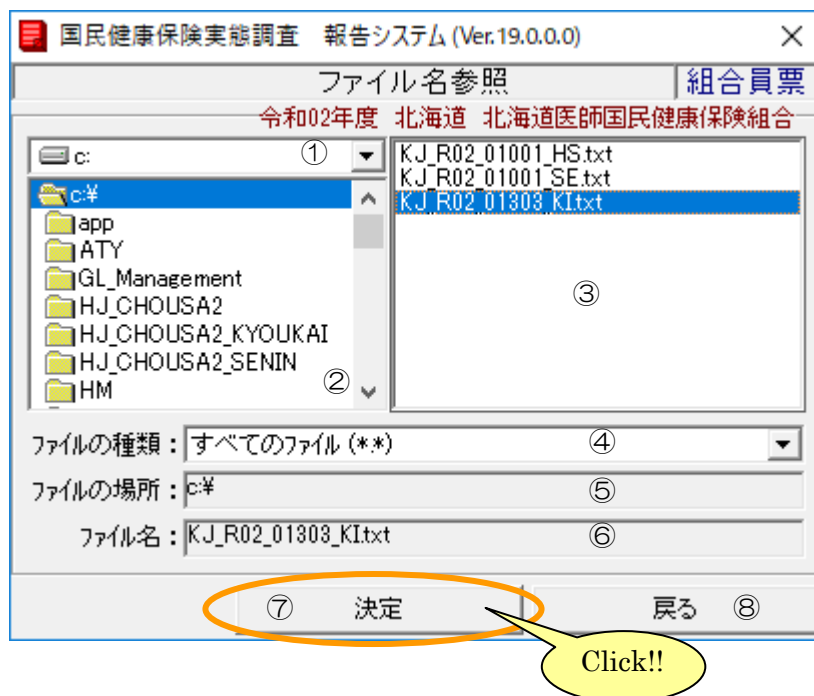 国民健康保険実態調査　報告システム (Ver.19.0.0.0)
ファイル名参照
組合員票
令和02年度 北海道 北海道医師国民健康保険組合
c: ①
c:¥
app
ATY
GL_Management
HJ_CHOUSA2
HJ_CHOUSA2_KYOUKAI
HJ_CHOUSA2_SENIN
HM
②
KJ_R02_01001_HS.txt
KJ_R02_01001_SE.txt
KJ_R02_01303_KI.txt
③
ファイルの種類： すべてのファイル (*.*) ④
ファイルの場所： c:¥ ⑤
ファイル名： KJ_R02_01303_KI.txt ⑥
⑦ 決定
戻る ⑧
Click!!